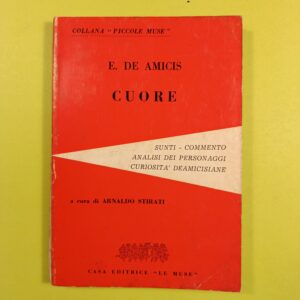 COLLANA "PICCOLE MUSE"
E. DE AMICIS
CUORE
SUNTI - COMMENTO
ANALISI DEI PERSONAGGI
CURIOSITA' DEAMICISIANE
a cura di ARNALDO STIRATI
CASA EDITRICE "LE MUSE"